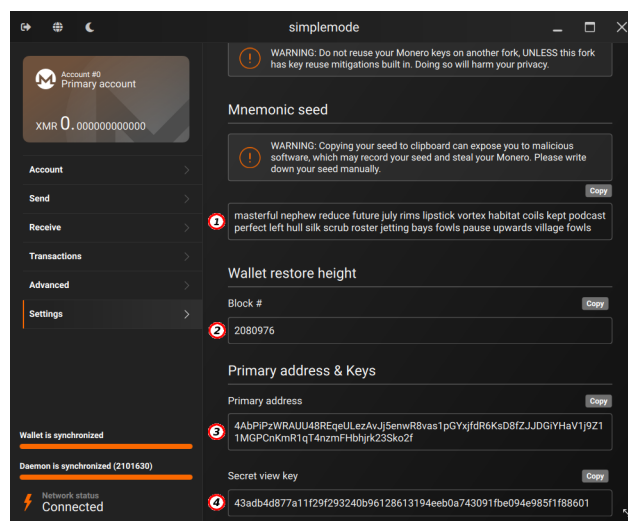 simplemode
Account #0
Primary account
XMR 0.000000000000
Account
Send
Receive
Transactions
Advanced
Settings
Wallet is synchronized
Daemon is synchronized (2101630)
Network status
Connected
WARNING: Do not reuse your Monero keys on another fork, UNLESS this fork
has key reuse mitigations built in. Doing so will harm your privacy.
Mnemonic seed
WARNING: Copying your seed to clipboard can expose you to malicious
software, which may record your seed and steal your Monero. Please write
down your seed manually.
Copy
1
masterful nephew reduce future july rims lipstick vortex habitat coils kept podcast
perfect left hull silk scrub roster jetting bays fowls pause upwards village fowls
Wallet restore height
Block #
Copy
2
2080976
Primary address & Keys
Primary address
Copy
3
4AbPiPzWRAUU48REqeULezAvJj5enwR8vas1pGYxjfdR6KsD8fZJJDGiYHaV1j9Z1
1MGPCnKmR1qT4nzmFHbhjrk23Sko2f
Secret view key
Copy
4
43adb4d877a11f29f293240b96128613194eeb0a743091fbe094e985f1f88601